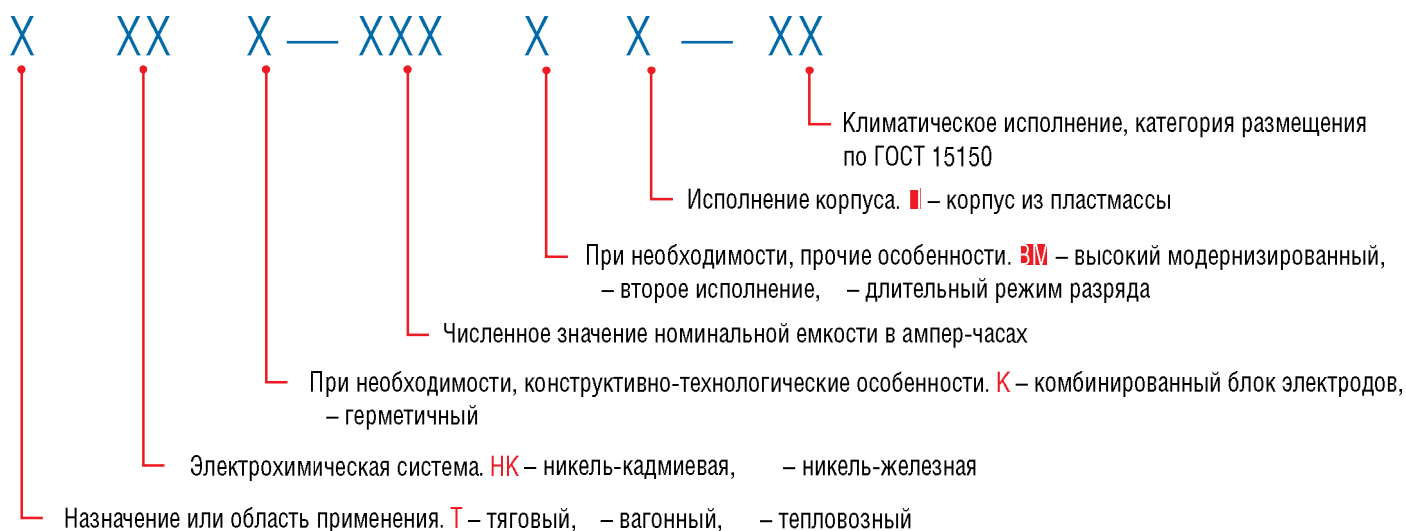 X XX X — XXX X X — XX
Климатическое исполнение, категория размещения
по ГОСТ 15150
Исполнение корпуса. – корпус из пластмассы
При необходимости, прочие особенности. ВМ – высокий модернизированный,
– второе исполнение, – длительный режим разряда
Численное значение номинальной емкости в ампер-часах
При необходимости, конструктивно-технологические особенности. К – комбинированный блок электродов,
– герметичный
Электрохимическая система. НК – никель-кадмиевая, – никель-железная
Назначение или область применения. Т – тяговый, – вагонный, – тепловозный